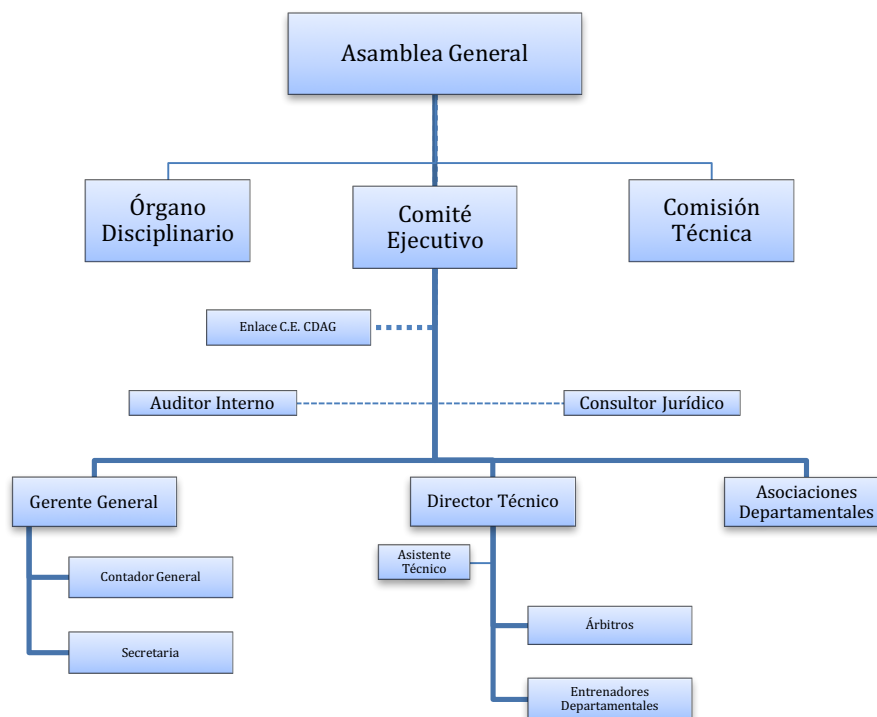 Asamblea General
Órgano
Disciplinario
Comité
Ejecutivo
Comisión
Técnica
Enlace C.E. CDAG
Auditor Interno
Consultor Jurídico
Gerente General
Director Técnico
Asociaciones
Departamentales
Contador General
Asistente
Técnico
Árbitros
Secretaria
Entrenadores
Departamentales